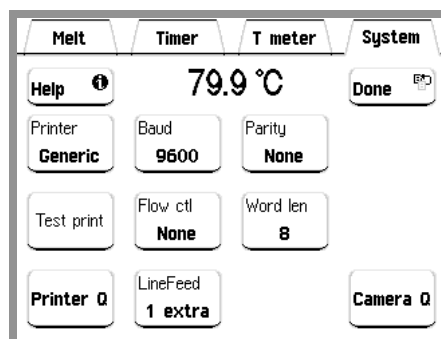 Melt Timer T meter System
Help 79.9 °C Done
Printer Baud Parity
Generic 9600 None
Test print Flow ctl Word len
None 8
Printer Q LineFeed Camera Q
1 extra